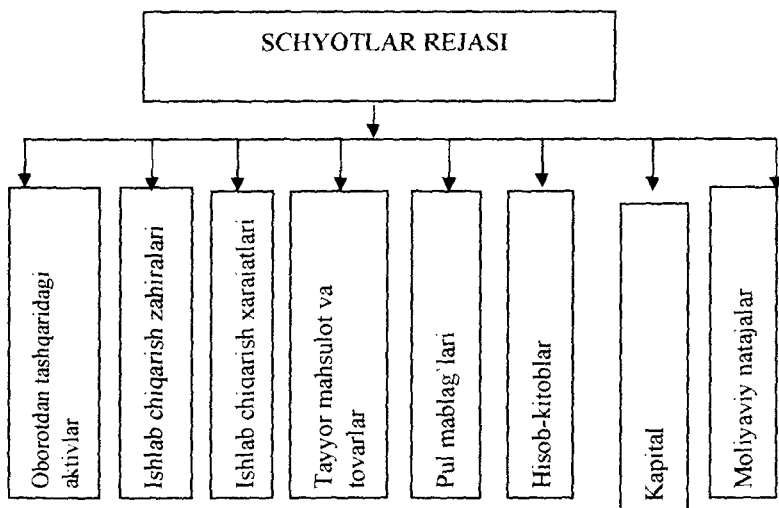 SCHYOTLAR REJASI
Oborotdan tashqaridagi
aktivlar
Ishlab chiqarish zahiralari
Ishlab chiqarish xarajatlari
Tayyor mahsulot va
tovarlar
Pul mablag`lari
Hisob-kitoblar
Kapital
Moliyaviy natajalar